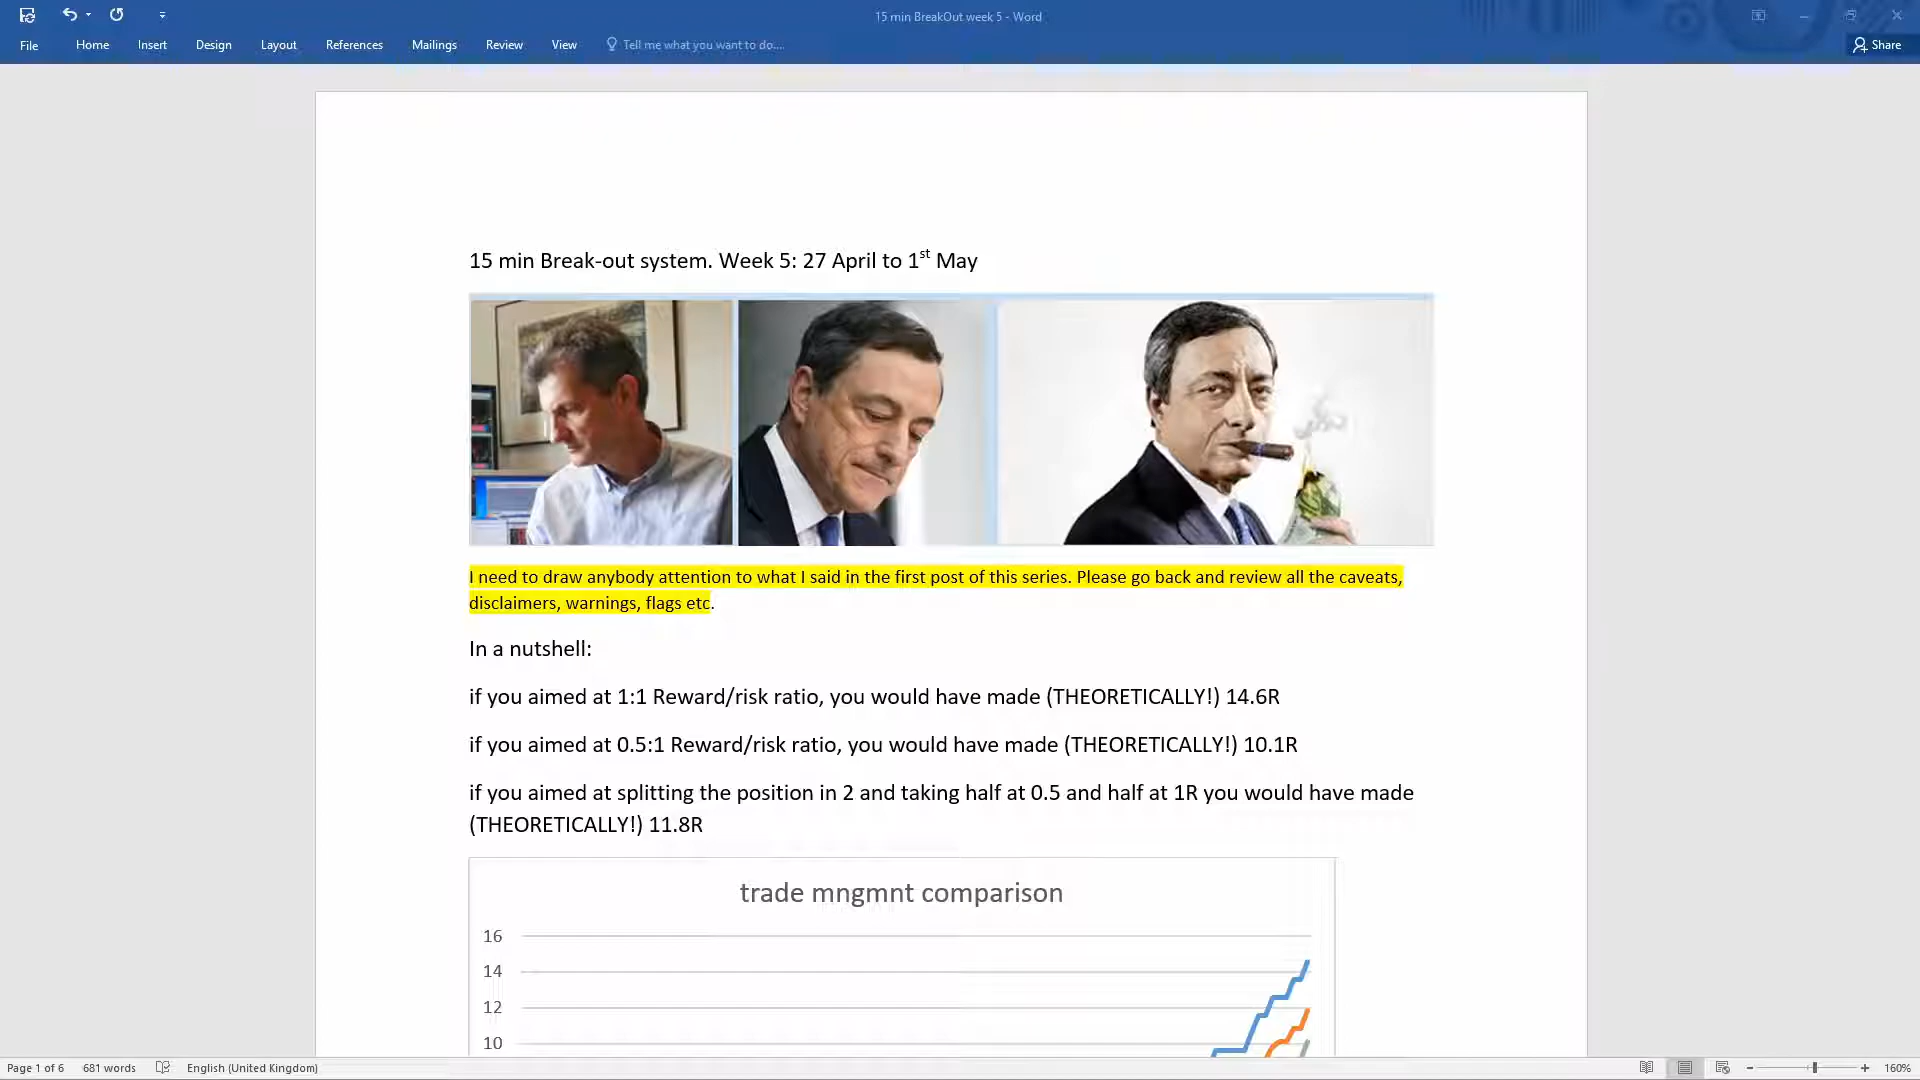 15 min BreakOut week 5 - Word
File Home Insert Design Layout References Mailings Review View Tell me what you want to do.... Share
15 min Break-out system. Week 5: 27 April to 1st May
I need to draw anybody attention to what I said in the first post of this series. Please go back and review all the caveats,
disclaimers, warnings, flags etc.
In a nutshell:
if you aimed at 1:1 Reward/risk ratio, you would have made (THEORETICALLY!) 14.6R
if you aimed at 0.5:1 Reward/risk ratio, you would have made (THEORETICALLY!) 10.1R
if you aimed at splitting the position in 2 and taking half at 0.5 and half at 1R you would have made
(THEORETICALLY!) 11.8R
trade mngmnt comparison
16
14
12
10
Page 1 of 6 681 words English (United Kingdom) 160%